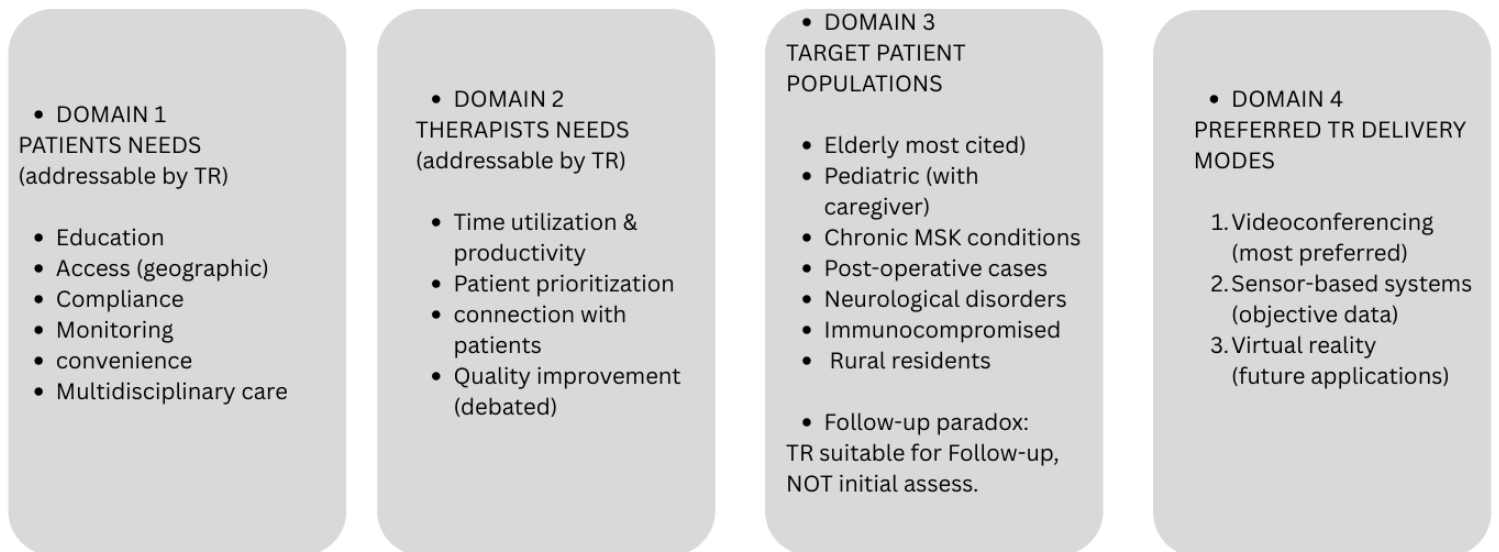 • DOMAIN 1
PATIENTS NEEDS
(addressable by TR)
• Education
• Access (geographic)
• Compliance
• Monitoring
• convenience
• Multidisciplinary care
• DOMAIN 2
THERAPISTS NEEDS
(addressable by TR)
• Time utilization &
productivity
• Patient prioritization
• connection with
patients
• Quality improvement
(debated)
• DOMAIN 3
TARGET PATIENT
POPULATIONS
• Elderly most cited)
• Pediatric (with
caregiver)
• Chronic MSK conditions
• Post-operative cases
• Neurological disorders
• Immunocompromised
• Rural residents
• Follow-up paradox:
TR suitable for Follow-up,
NOT initial assess.
• DOMAIN 4
PREFERRED TR DELIVERY
MODES
1. Videoconferencing
(most preferred)
2. Sensor-based systems
(objective data)
3. Virtual reality
(future applications)